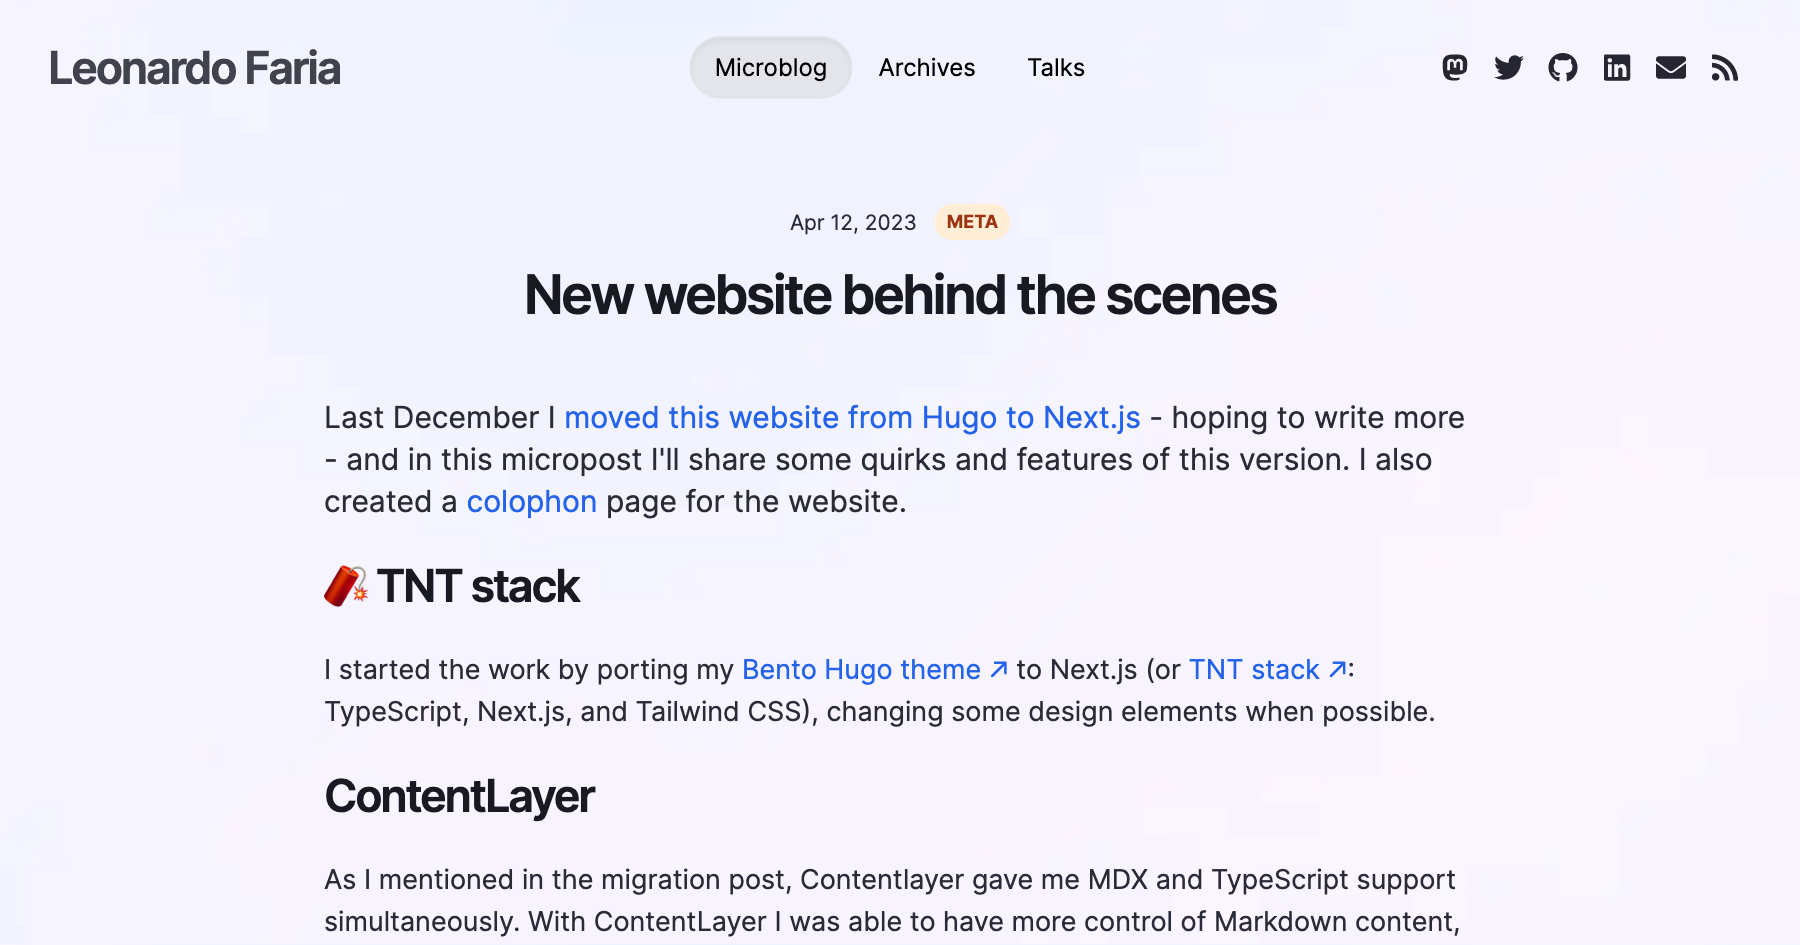 Leonardo Faria
Microblog
Archives
Talks
Apr 12, 2023
META
New website behind the scenes
Last December I moved this website from Hugo to Next.js - hoping to write more
- and in this micropost I'll share some quirks and features of this version. I also
created a colophon page for the website.
🧨 TNT stack
I started the work by porting my Bento Hugo theme ↗ to Next.js (or TNT stack ↗:
TypeScript, Next.js, and Tailwind CSS), changing some design elements when possible.
ContentLayer
As I mentioned in the migration post, Contentlayer gave me MDX and TypeScript support
simultaneously. With ContentLayer I was able to have more control of Markdown content,